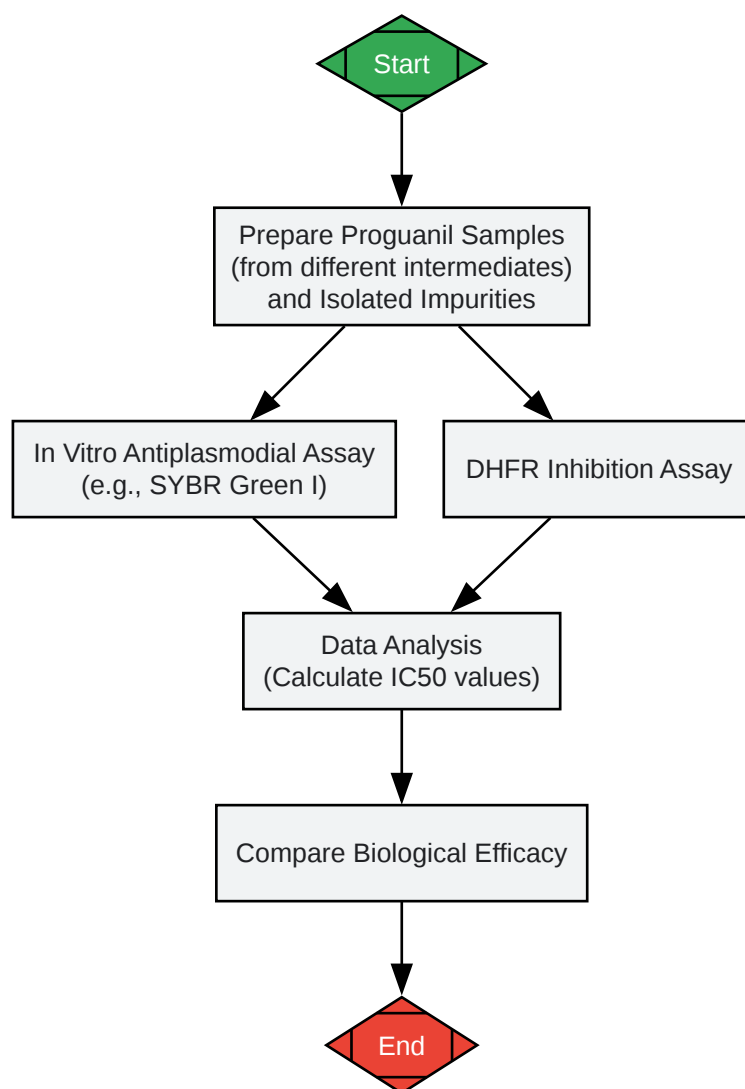 Start
Prepare Proguanil Samples
(from different intermediates)
and Isolated Impurities
In Vitro Antiplasmodial Assay
(e.g., SYBR Green I)
DHFR Inhibition Assay
Data Analysis
(Calculate IC50 values)
Compare Biological Efficacy
End